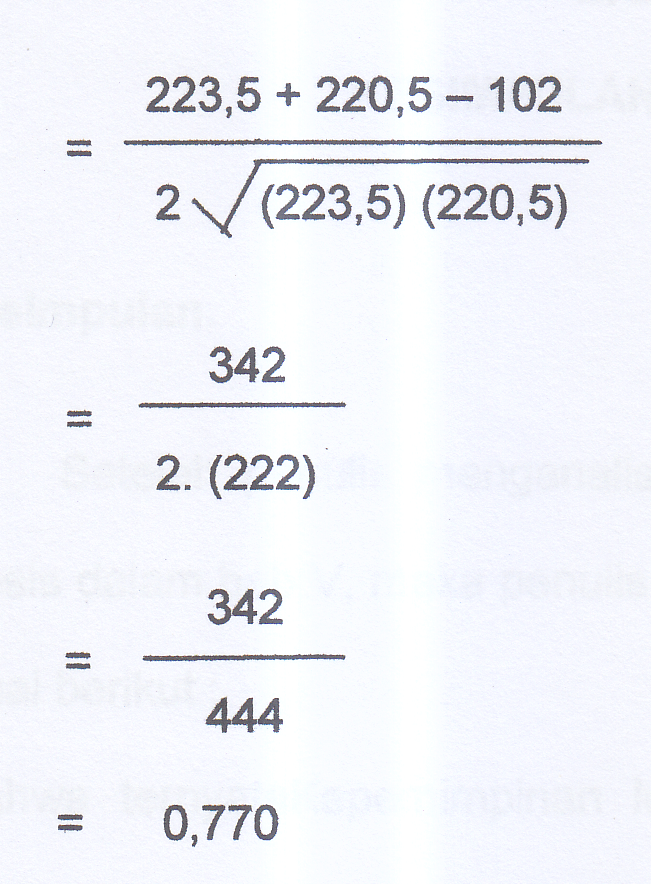 = 223,5 + 220,5 – 102
2 √(223,5) (220,5)
= 342
2. (222)
= 342
444
= 0,770